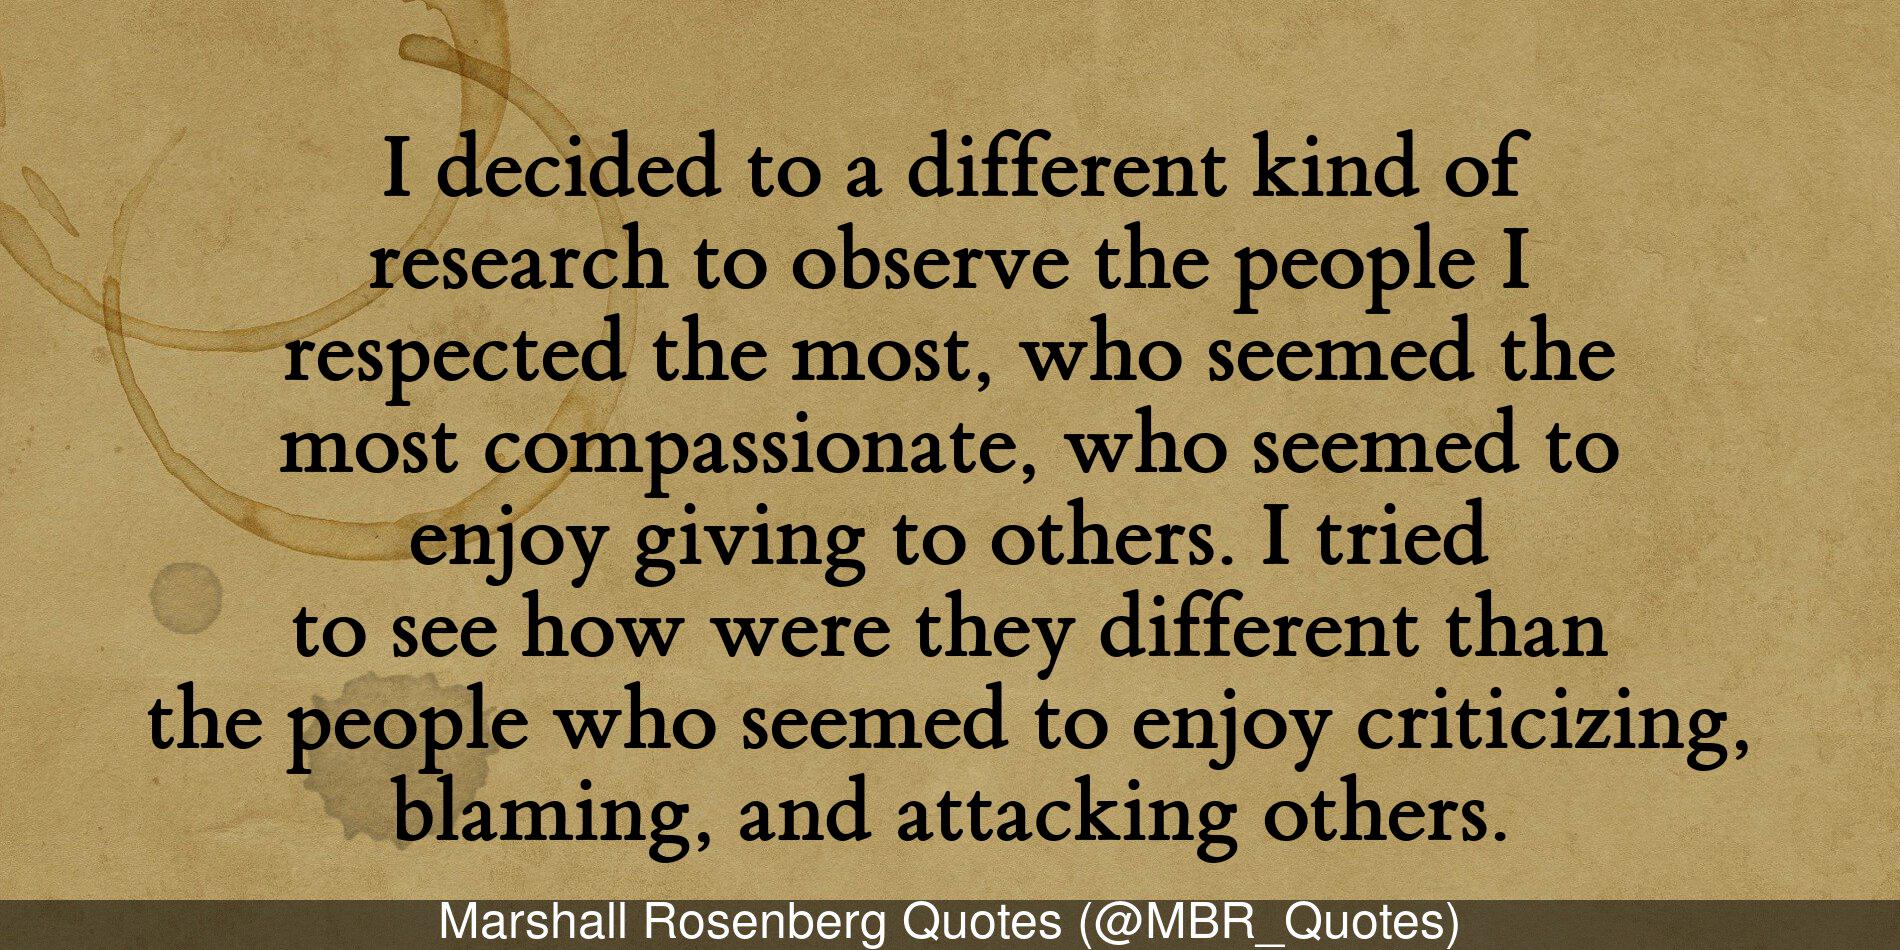 I decided to a different kind of
research to observe the people I
respected the most, who seemed the
most compassionate, who seemed to
enjoy giving to others. I tried
to see how were they different than
the people who seemed to enjoy criticizing,
blaming, and attacking others.
Marshall Rosenberg Quotes (@MBR_Quotes)